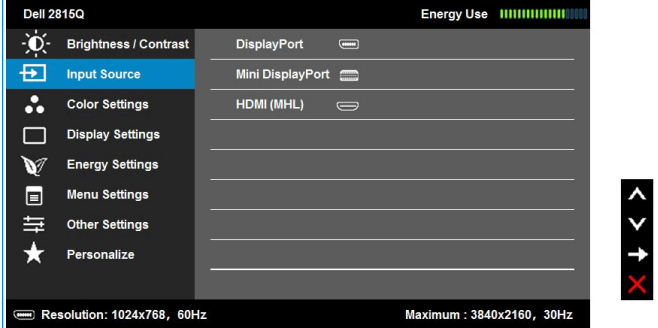 Dell 2815Q Energy Use
Brightness / Contrast DisplayPort
Input Source Mini DisplayPort
Color Settings HDMI (MHL)
Display Settings
Energy Settings
Menu Settings
Other Settings
Personalize
Resolution: 1024x768, 60Hz Maximum : 3840x2160, 30Hz